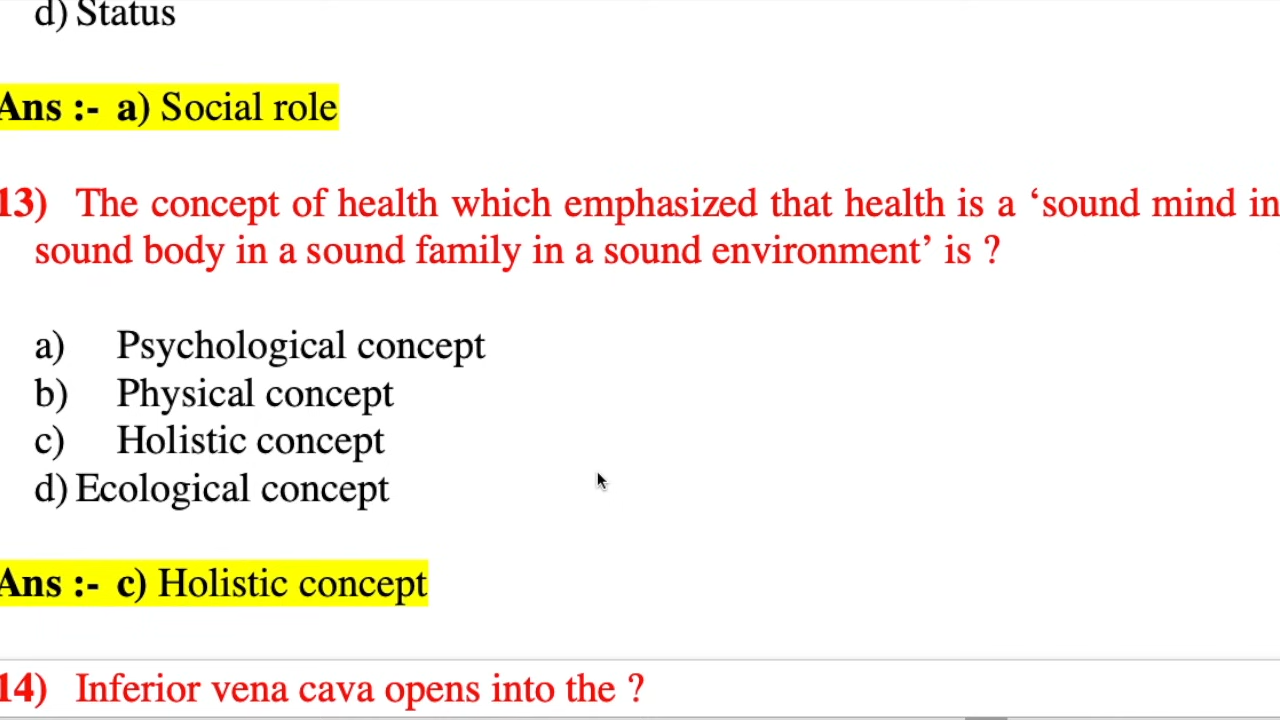 d) Status
Ans :- a) Social role
13) The concept of health which emphasized that health is a ‘sound mind in
sound body in a sound family in a sound environment’ is ?
a) Psychological concept
b) Physical concept
c) Holistic concept
d) Ecological concept
Ans :- c) Holistic concept
14) Inferior vena cava opens into the ?